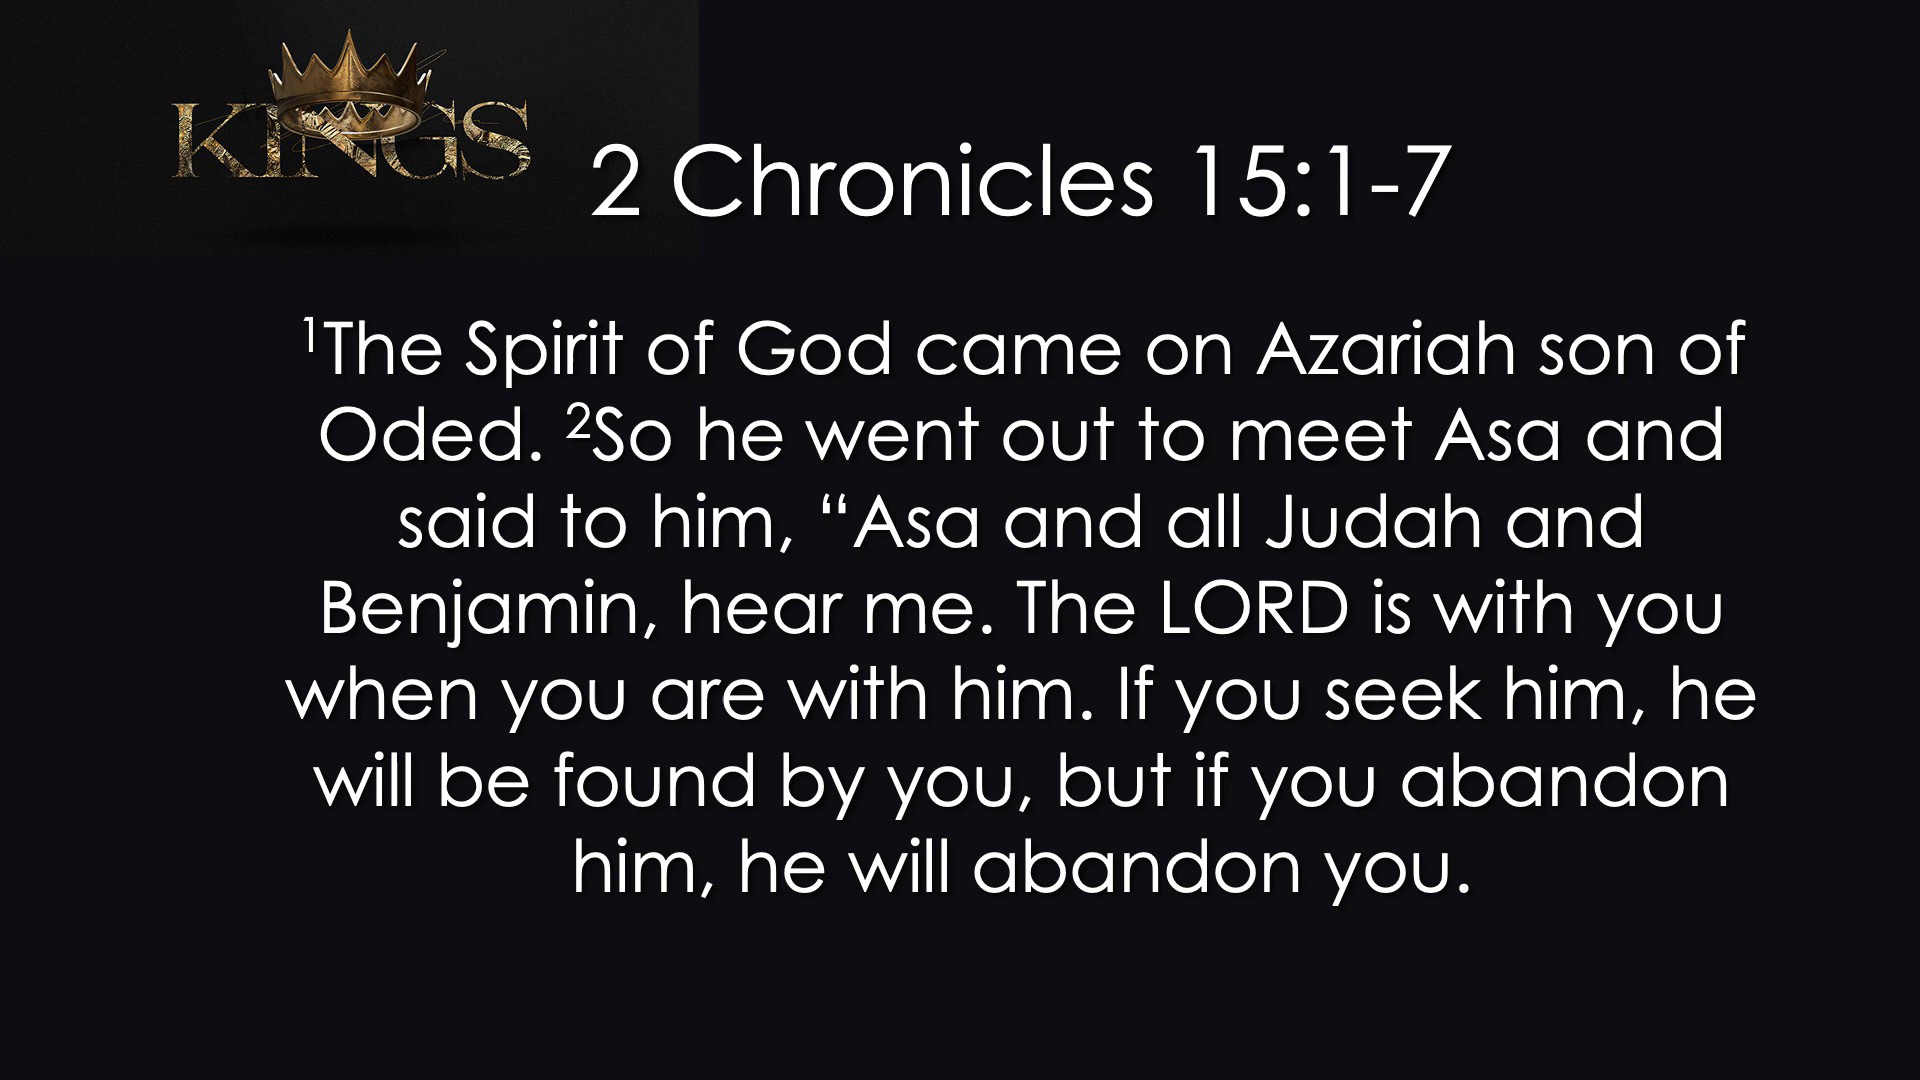 KINGS
2 Chronicles 15:1-7
¹The Spirit of God came on Azariah son of
Oded. ²So he went out to meet Asa and
said to him, “Asa and all Judah and
Benjamin, hear me. The LORD is with you
when you are with him. If you seek him, he
will be found by you, but if you abandon
him, he will abandon you.